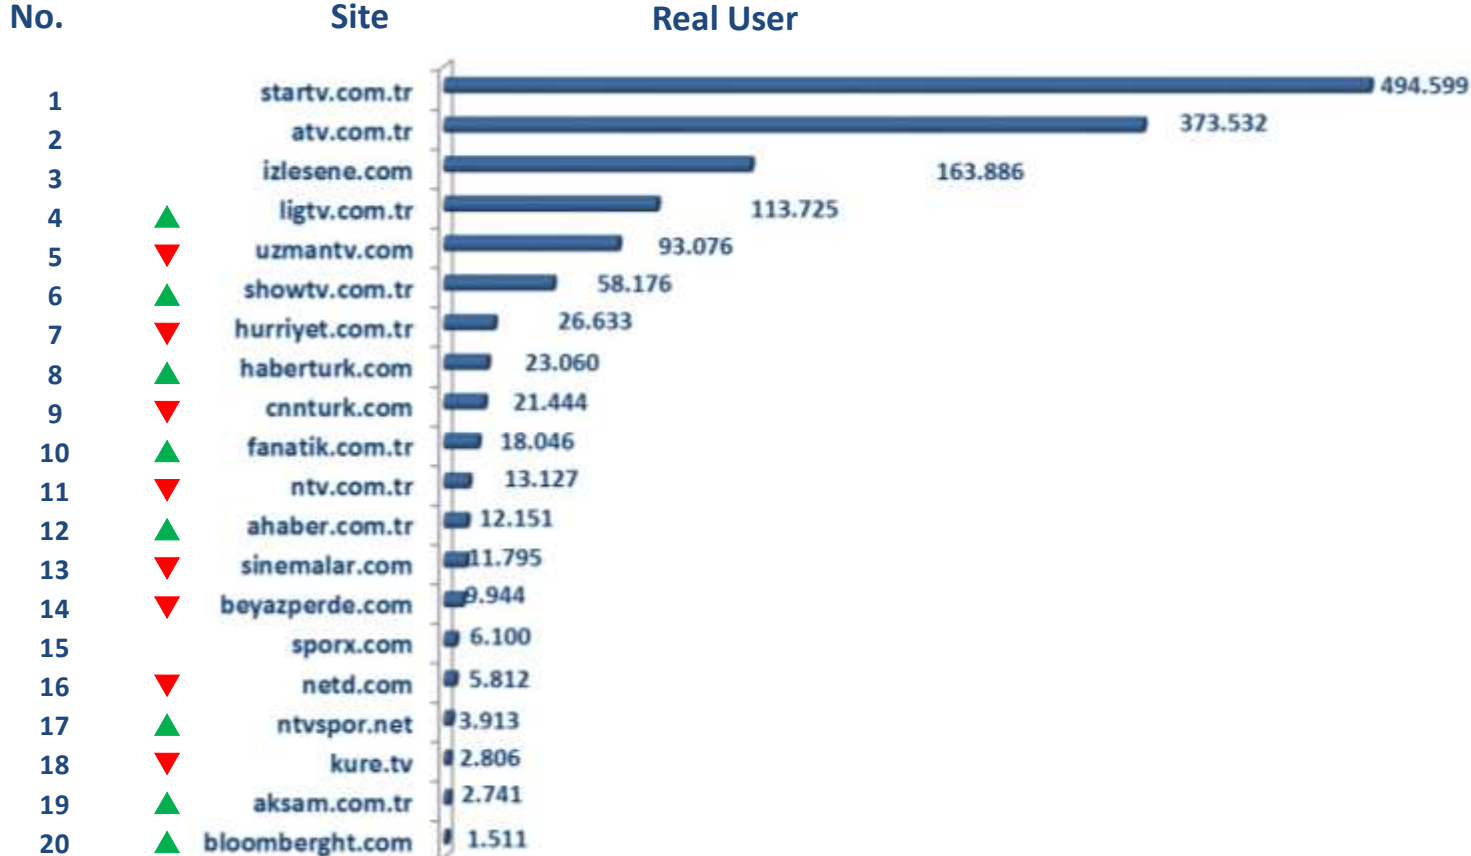 No. Site Real User
1 startv.com.tr 494.599
2 atv.com.tr 373.532
3 izlesene.com 163.886
4 ligtv.com.tr 113.725
5 uzmantv.com 93.076
6 showtv.com.tr 58.176
7 hurriyet.com.tr 26.633
8 haberturk.com 23.060
9 cnnturk.com 21.444
10 fanatik.com.tr 18.046
11 ntv.com.tr 13.127
12 ahaber.com.tr 12.151
13 sinemalar.com 11.795
14 beyazperde.com 9.944
15 sporx.com 6.100
16 netd.com 5.812
17 ntvspor.net 3.913
18 kure.tv 2.806
19 aksam.com.tr 2.741
20 bloomberght.com 1.511